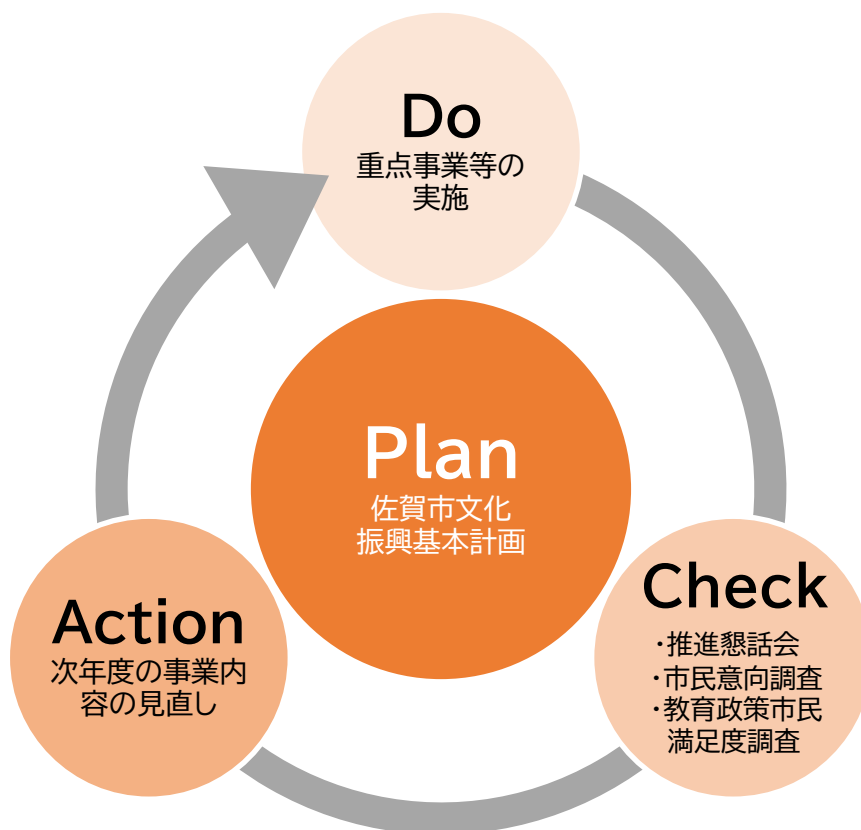 Do
重点事業等の
実施
Plan
佐賀市文化
振興基本計画
Check
・推進懇話会
・市民意向調査
・教育政策市民
満足度調査
Action
次年度の事業内
容の見直し